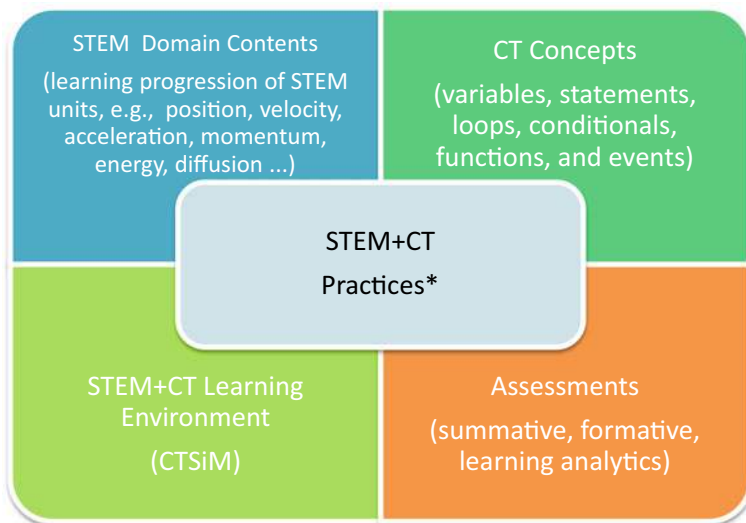 STEM Domain Contents
(learning progression of STEM
units, e.g., position, velocity,
acceleration, momentum,
energy, diffusion ...)
CT Concepts
(variables, statements,
loops, conditionals,
functions, and events)
STEM+CT
Practices*
STEM+CT Learning
Environment
(CTSiM)
Assessments
(summative, formative,
learning analytics)